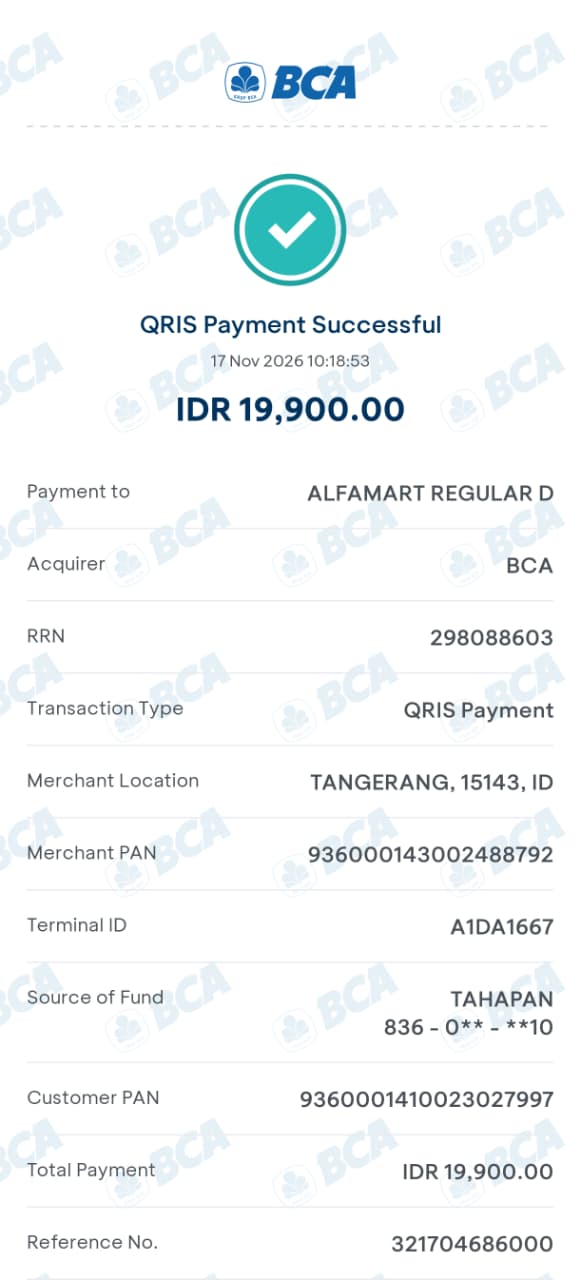 BCA
QRIS Payment Successful
17 Nov 2026 10:18:53
IDR 19,900.00
Payment to
ALFAMART REGULAR D
Acquirer
BCA
RRN
298088603
Transaction Type
QRIS Payment
Merchant Location
TANGERANG, 15143, ID
Merchant PAN
936000143002488792
Terminal ID
A1DA1667
Source of Fund
TAHAPAN
836 - 0** - **10
Customer PAN
9360001410023027997
Total Payment
IDR 19,900.00
Reference No.
321704686000